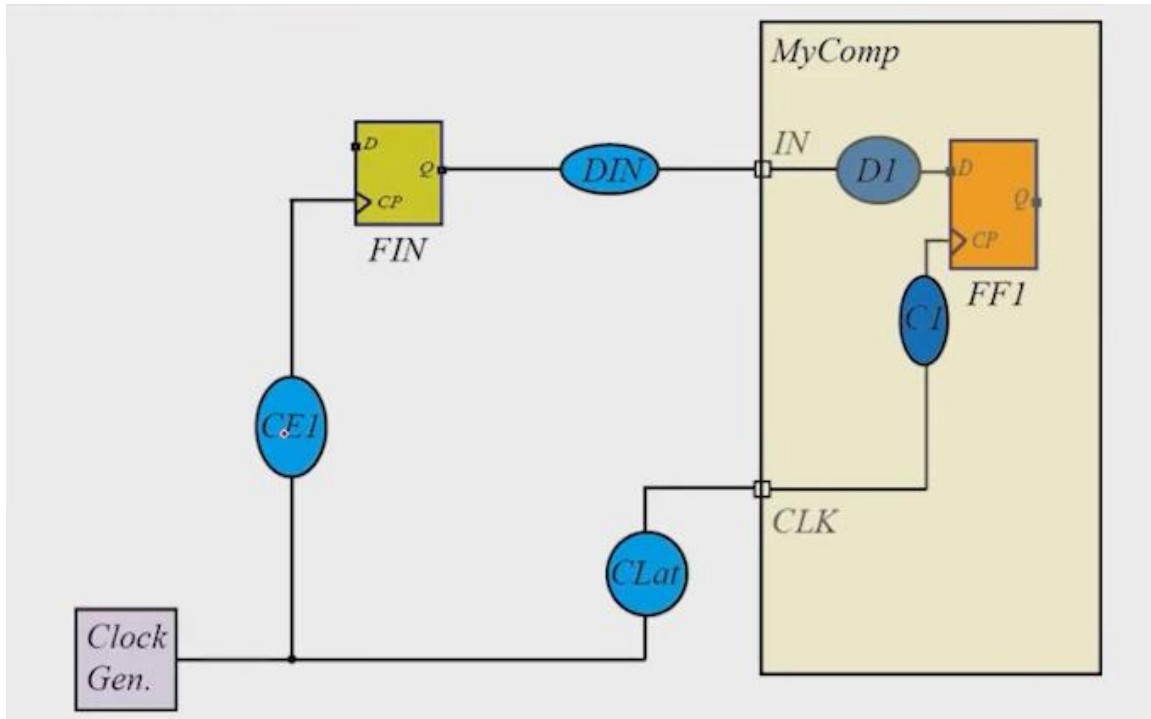 MyComp
IN
D
Q
CP
FIN
DIN
D1
D
Q
CP
FF1
C1
CE1
CLK
CLat
Clock
Gen.